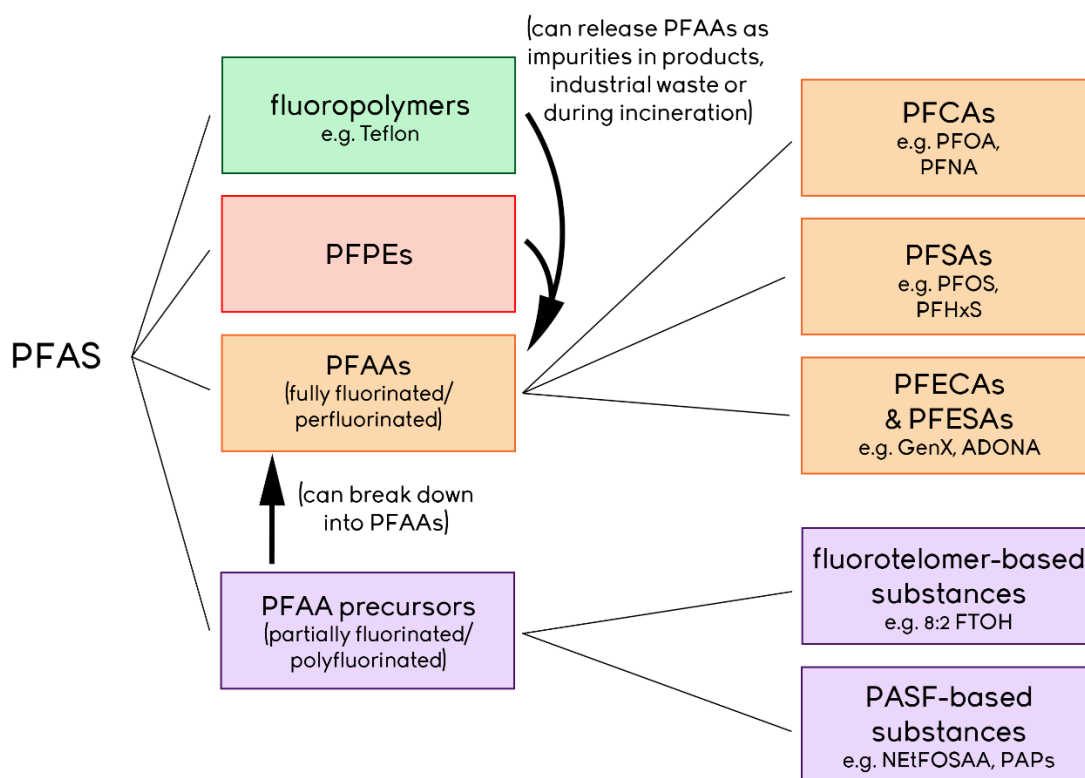 PFAS
fluoropolymers
e.g. Teflon
(can release PFAAs as
impurities in products,
industrial waste or
during incineration)
PFPEs
PFAAs
(fully fluorinated/
perfluorinated)
(can break down
into PFAAs)
PFAA precursors
(partially fluorinated/
polyfluorinated)
PFCAs
e.g. PFOA,
PFNA
PFSAs
e.g. PFOS,
PFHxS
PFECAs
& PFESAs
e.g. GenX, ADONA
fluorotelomer-based
substances
e.g. 8:2 FTOH
PASF-based
substances
e.g. NEtFOSAA, PAPs